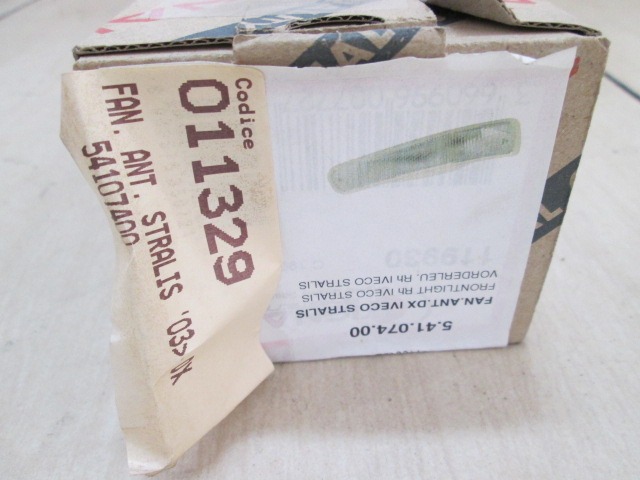 Codice
011329
FAN. ANT. STRALIS '03> DX
54107400
5.41.074.00
FAN.ANT.DX IVECO STRALIS
FRONTLIGHT Rh IVECO STRALIS
VORDERLEU. Rh IVECO STRALIS